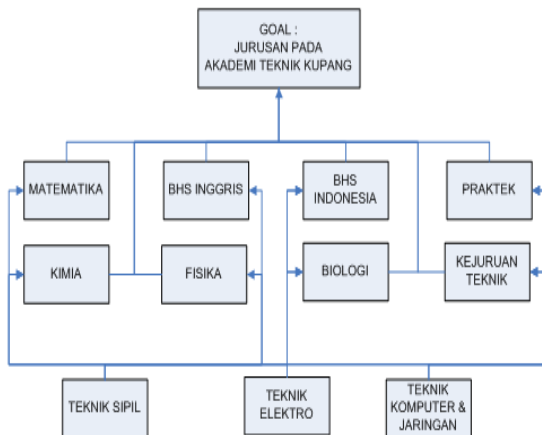 GOAL :
JURUSAN PADA
AKADEMI TEKNIK KUPANG
MATEMATIKA
BHS INGGRIS
BHS
INDONESIA
PRAKTEK
KIMIA
FISIKA
BIOLOGI
KEJURUAN
TEKNIK
TEKNIK SIPIL
TEKNIK
ELEKTRO
TEKNIK
KOMPUTER &
JARINGAN